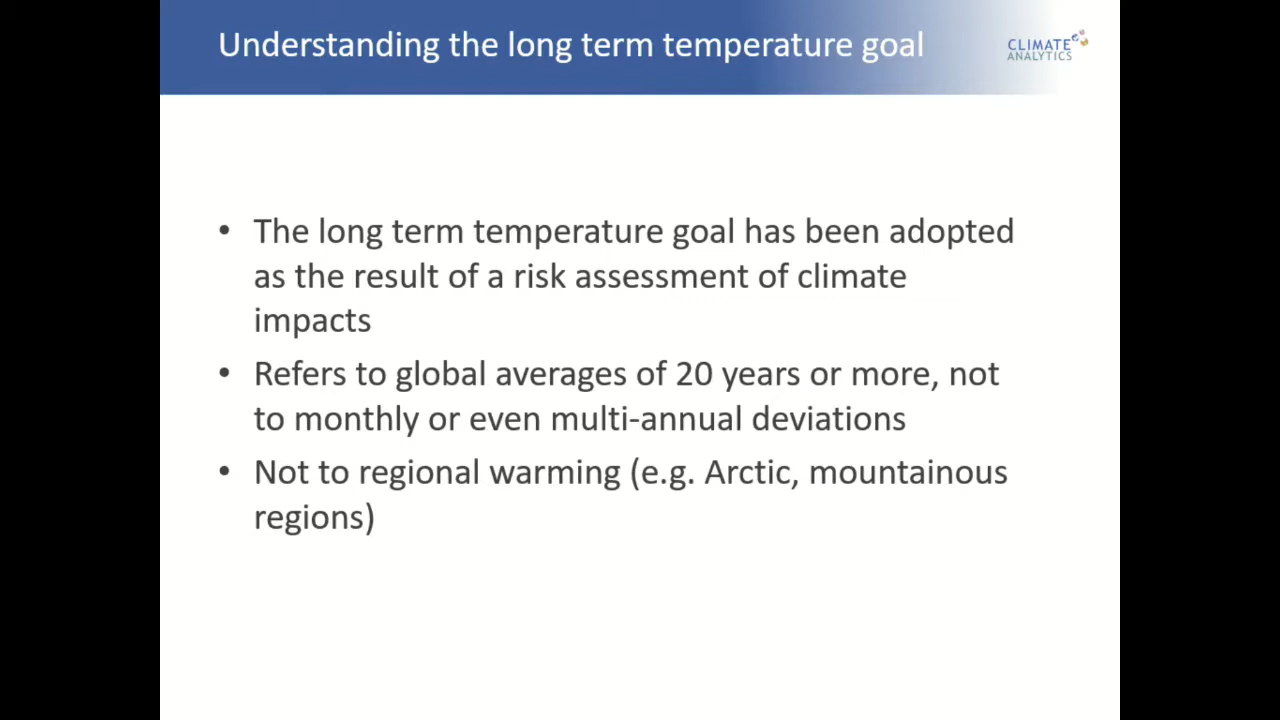 Understanding the long term temperature goal
CLIMATE
ANALYTICS
• The long term temperature goal has been adopted
as the result of a risk assessment of climate
impacts
• Refers to global averages of 20 years or more, not
to monthly or even multi-annual deviations
• Not to regional warming (e.g. Arctic, mountainous
regions)